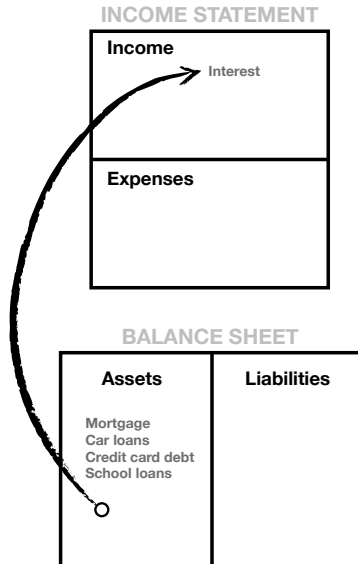 INCOME STATEMENT
Income
Interest
Expenses
BALANCE SHEET
Assets
Liabilities
Mortgage
Car loans
Credit card debt
School loans